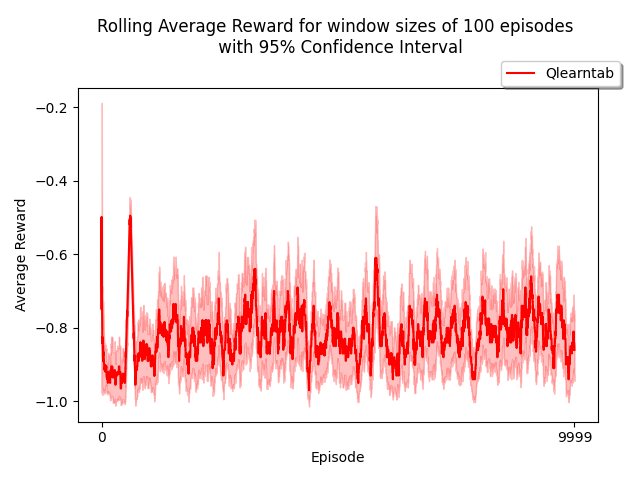 Rolling Average Reward for window sizes of 100 episodes
with 95% Confidence Interval
Qlearntab
Average Reward
−0.2
−0.4
−0.6
−0.8
−1.0
0
9999
Episode